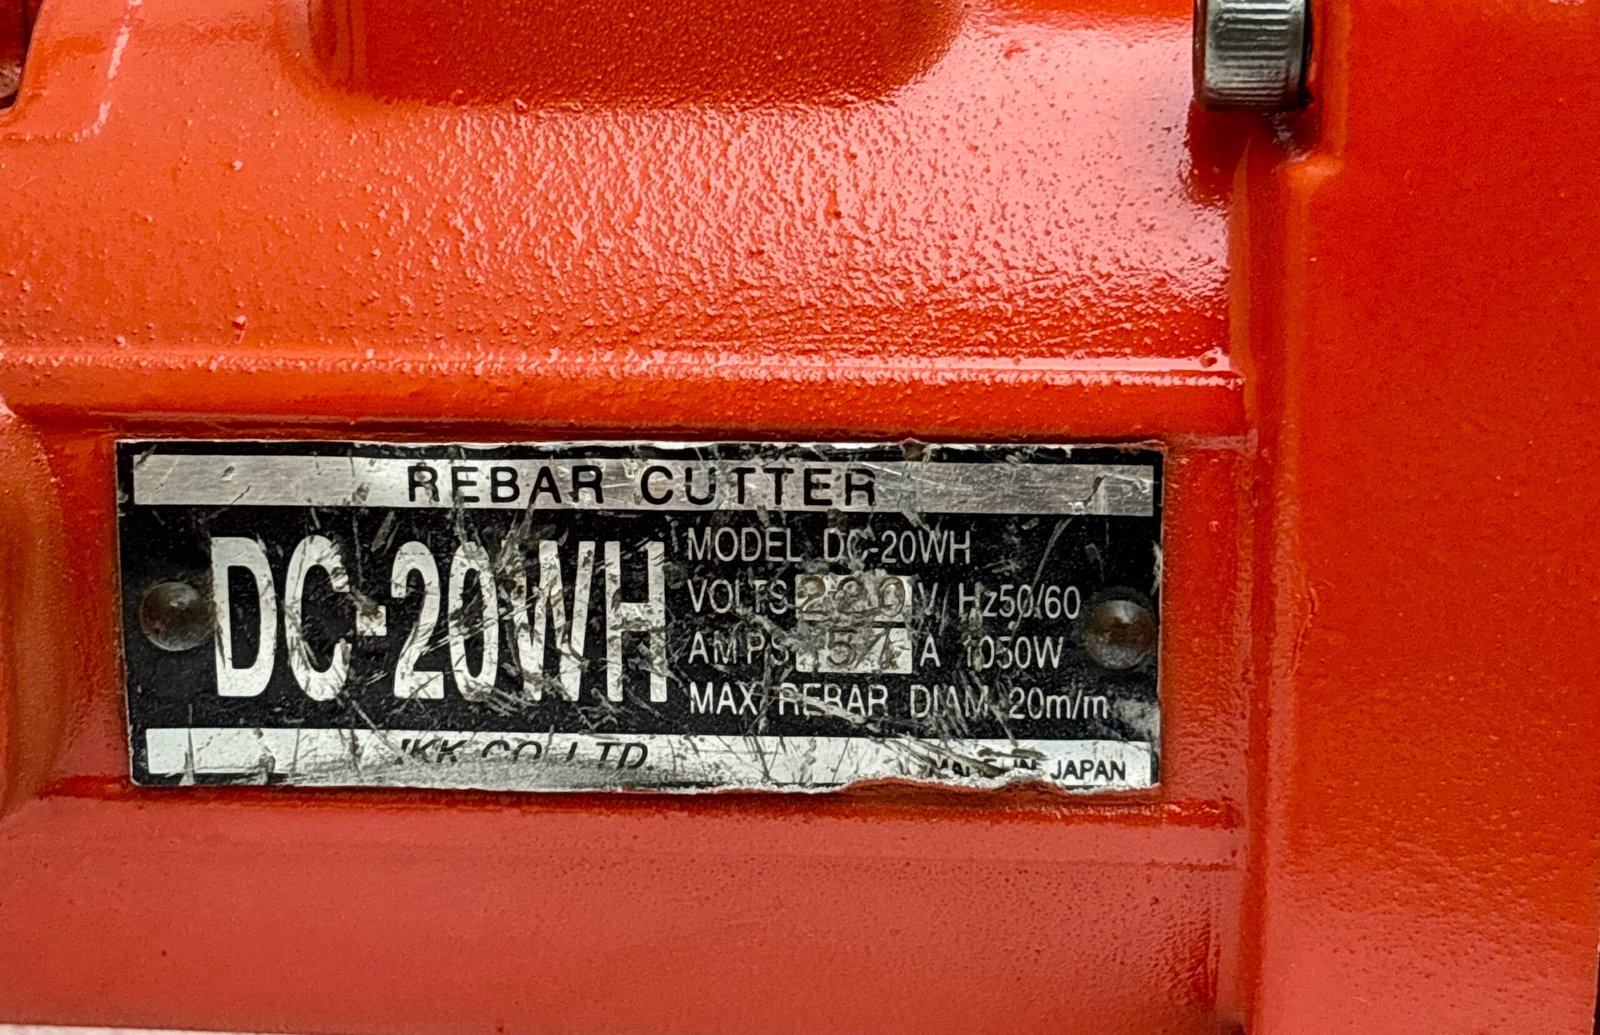 REBAR CUTTER
DC-20WH
MODEL DC-20WH
VOLTS 220 V Hz50/60
AMPS 5.1 A 1050W
MAX REBAR DIAM 20m/m
IKK CO. LTD.
MADE IN JAPAN